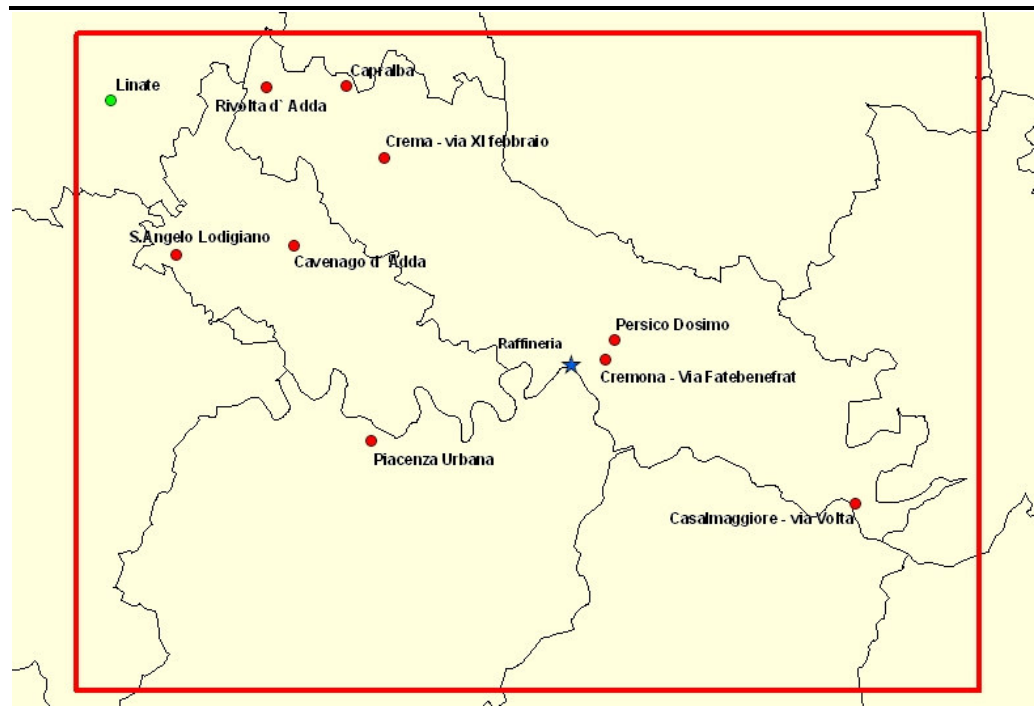 Linate
Capralba
Rivolta d` Adda
Crema - via XI febbraio
S.Angelo Lodigiano
Cavenago d` Adda
Persico Dosimo
Raffineria
Cremona - Via Fatebenefrat
Piacenza Urbana
Casalmaggiore - via Volta